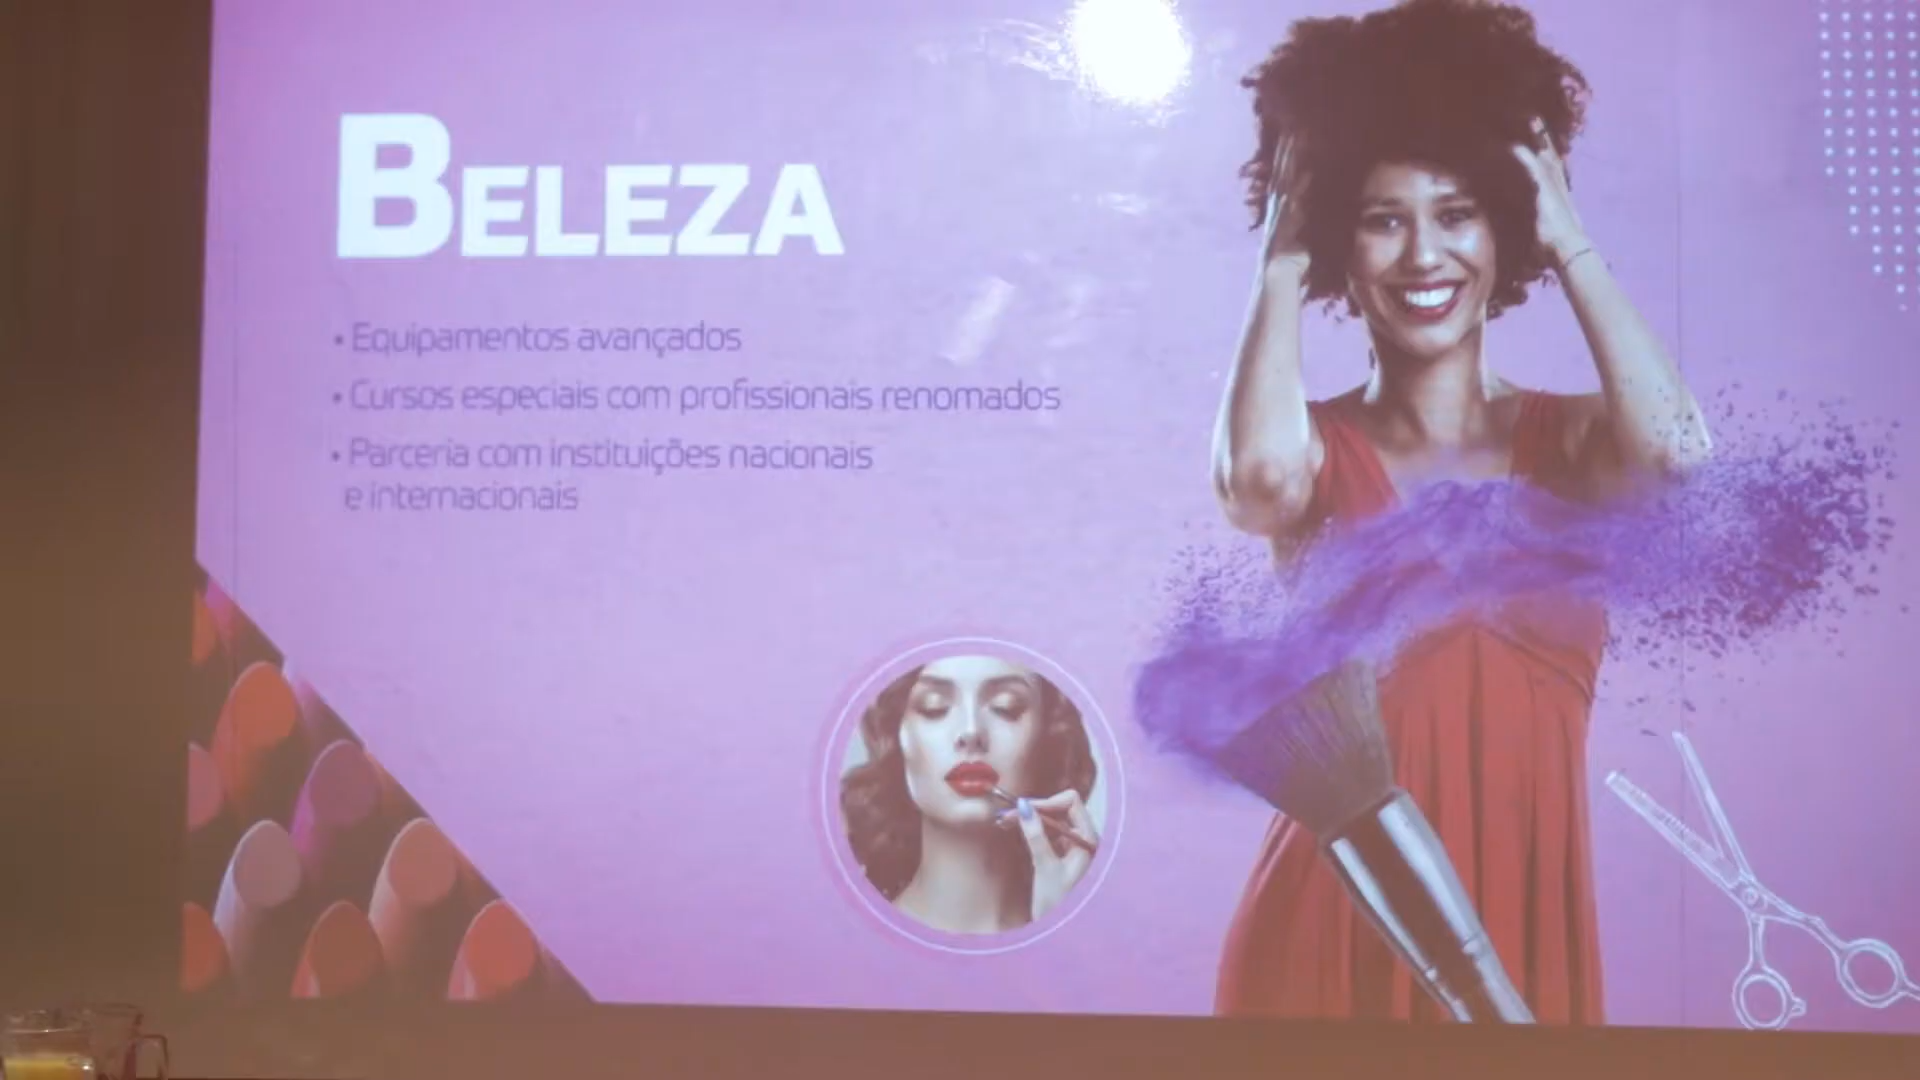 BELEZA
• Equipamentos avançados
• Cursos especiais com profissionais renomados
• Parceria com instituições nacionais
e internacionais